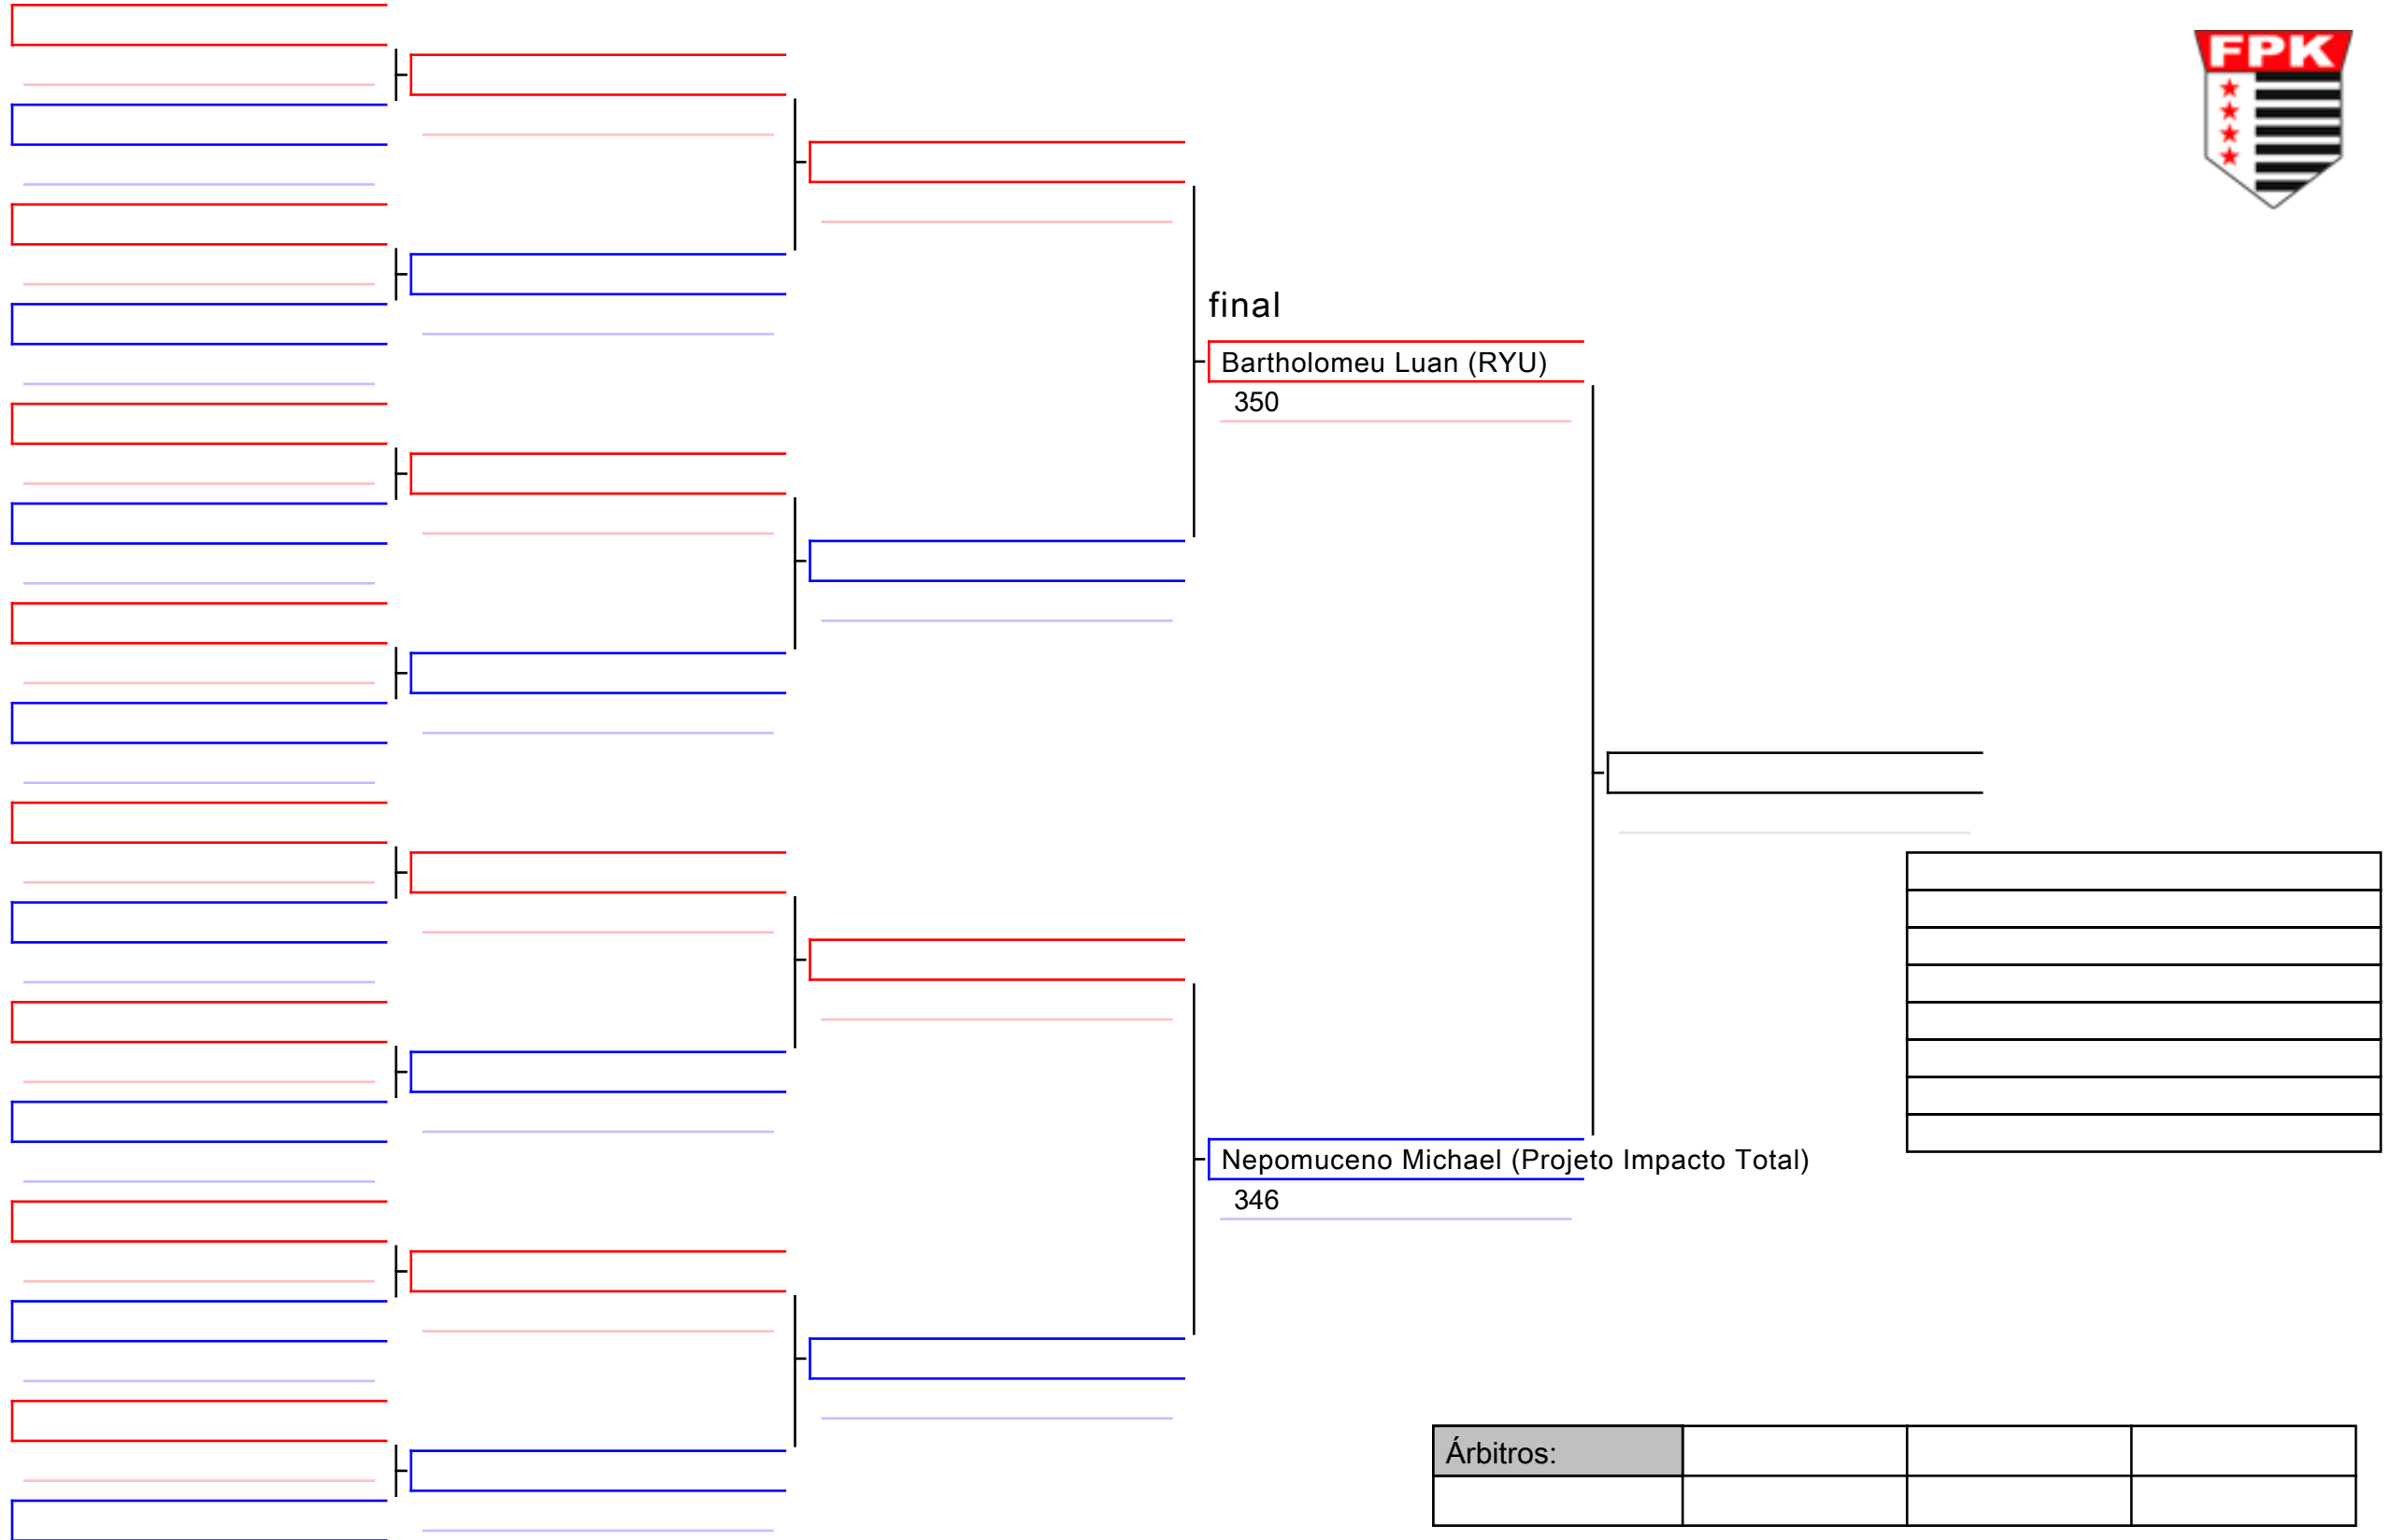 FPK
final
Bartholomeu Luan (RYU)
350
Nepomuceno Michael (Projeto Impacto Total)
346
Árbitros: